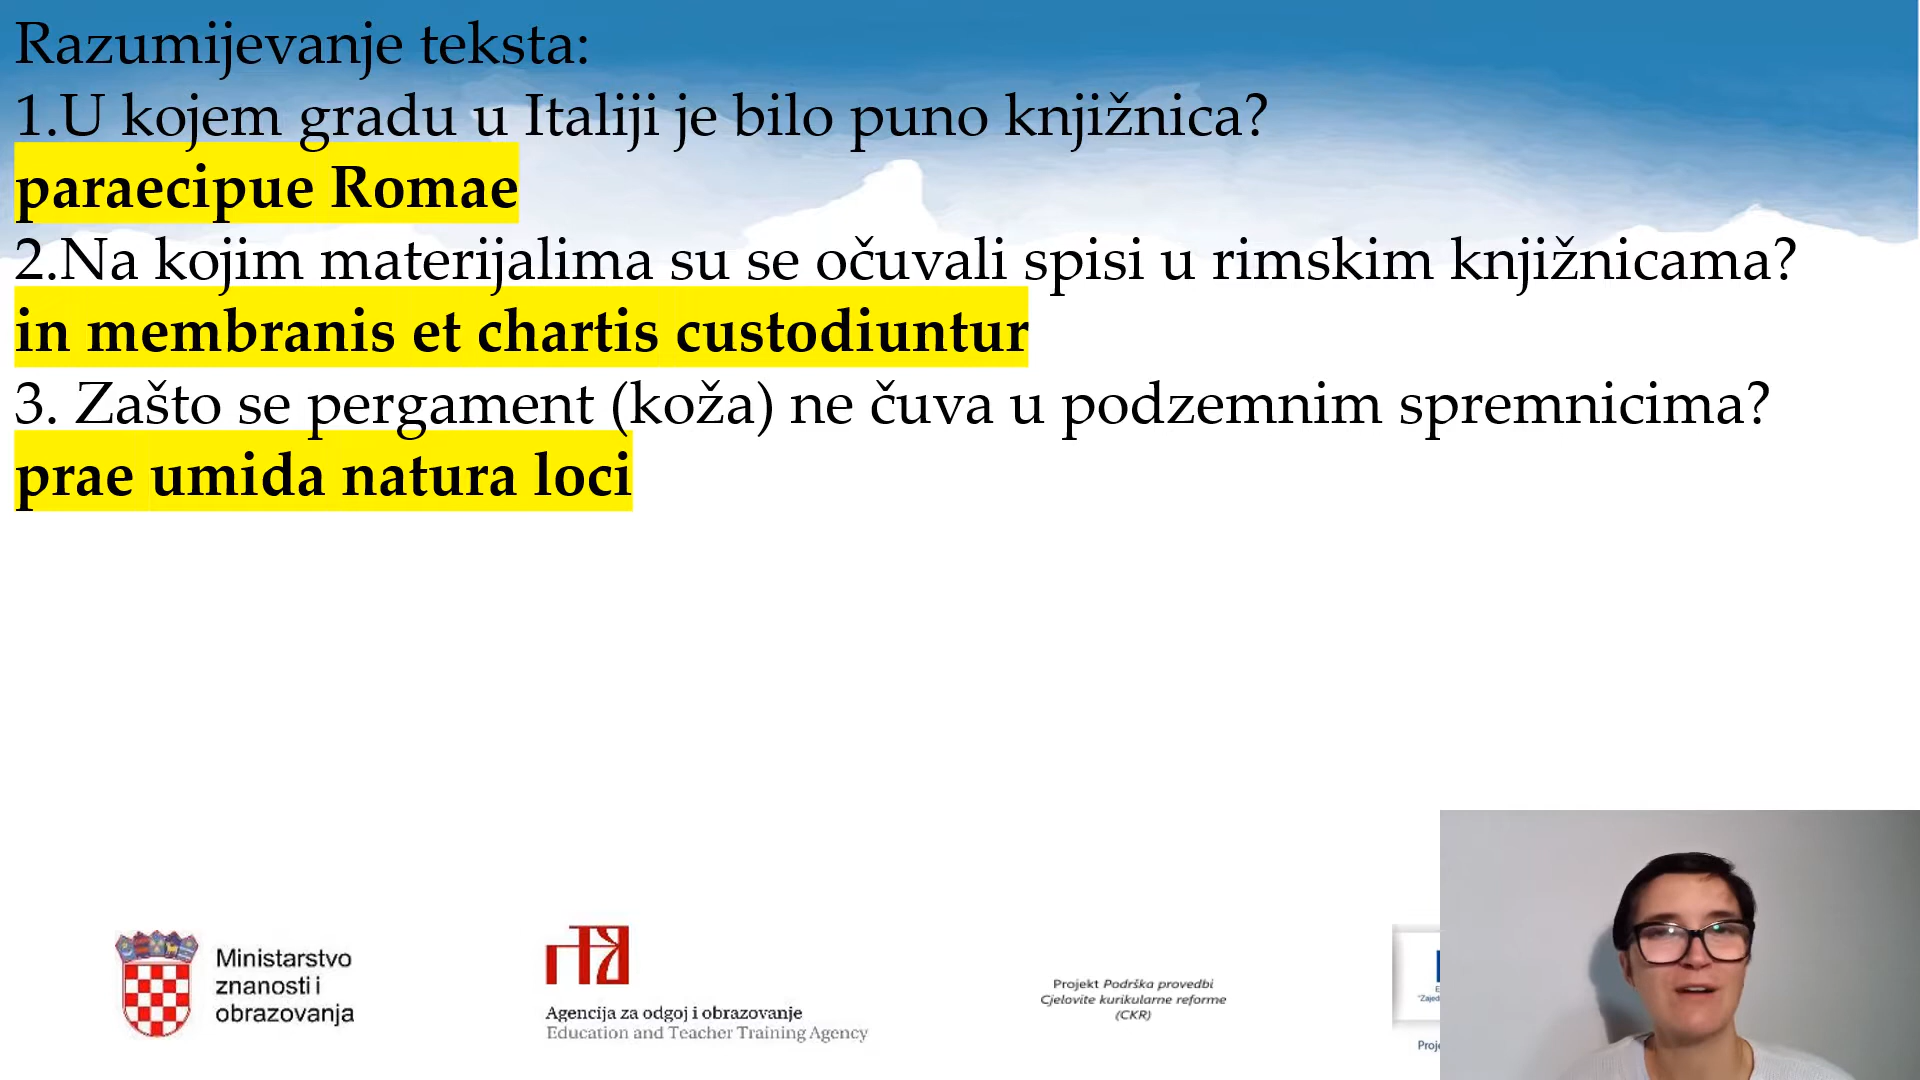 Razumijevanje teksta:
1.U kojem gradu u Italiji je bilo puno knjižnica?
paraecipue Romae
2.Na kojim materijalima su se očuvali spisi u rimskim knjižnicama?
in membranis et chartis custodiuntur
3. Zašto se pergament (koža) ne čuva u podzemnim spremnicima?
prae umida natura loci
Ministarstvo
znanosti i
obrazovanja
Agencija za odgoj i obrazovanje
Education and Teacher Training Agency
Projekt Podrška provedbi
Cjelovite kurikularne reforme
(CKR)
"Zajed
Proje